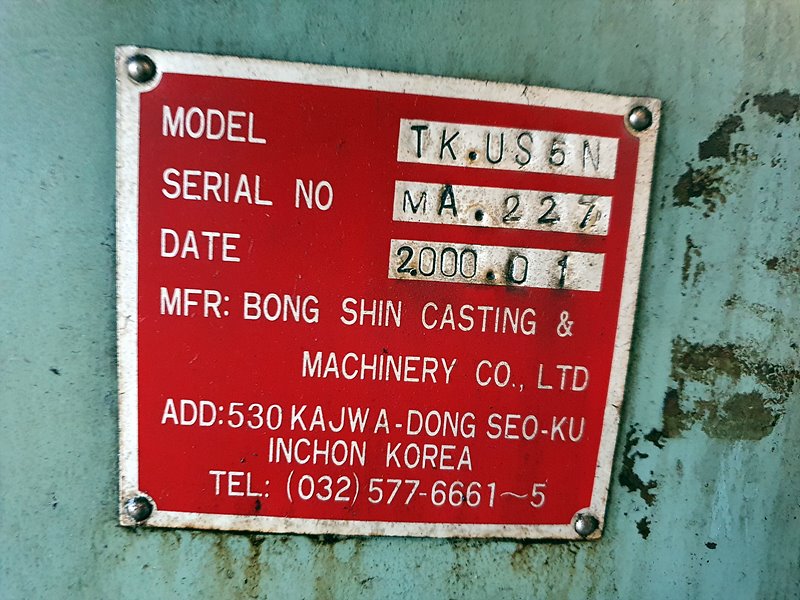 MODEL TK.US5N
SERIAL NO MA.227
DATE 2000.01
MFR: BONG SHIN CASTING &
MACHINERY CO., LTD
ADD:530 KAJWA-DONG SEO-KU
INCHON KOREA
TEL: (032) 577-6661~5